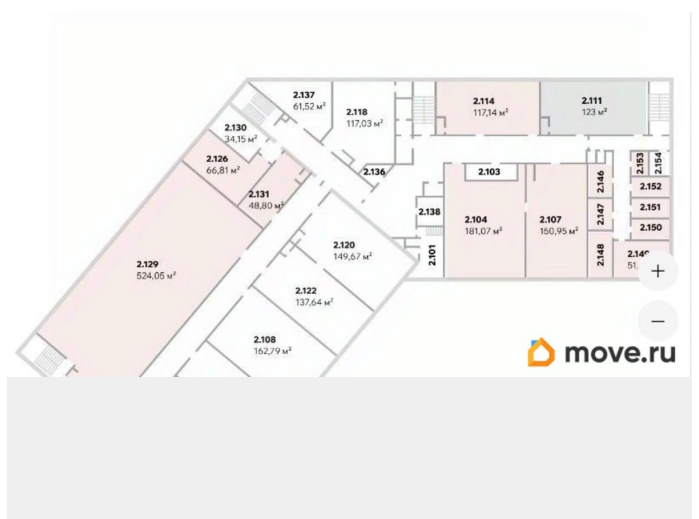 2.137
61,52 м²
2.118
117,03 м²
2.114
117,14 м²
2.111
123 м²
2.130
34,15 м²
2.126
66,81 м²
2.136
2.103
2.153
2.154
2.131
48,80 м²
2.146
2.152
2.138
2.104
181,07 м²
2.107
150,95 м²
2.147
2.151
2.150
2.120
149,67 м²
2.101
2.148
2.149
51,
2.129
524,05 м²
+
2.122
137,64 м²
−
2.108
162,79 м²
move.ru